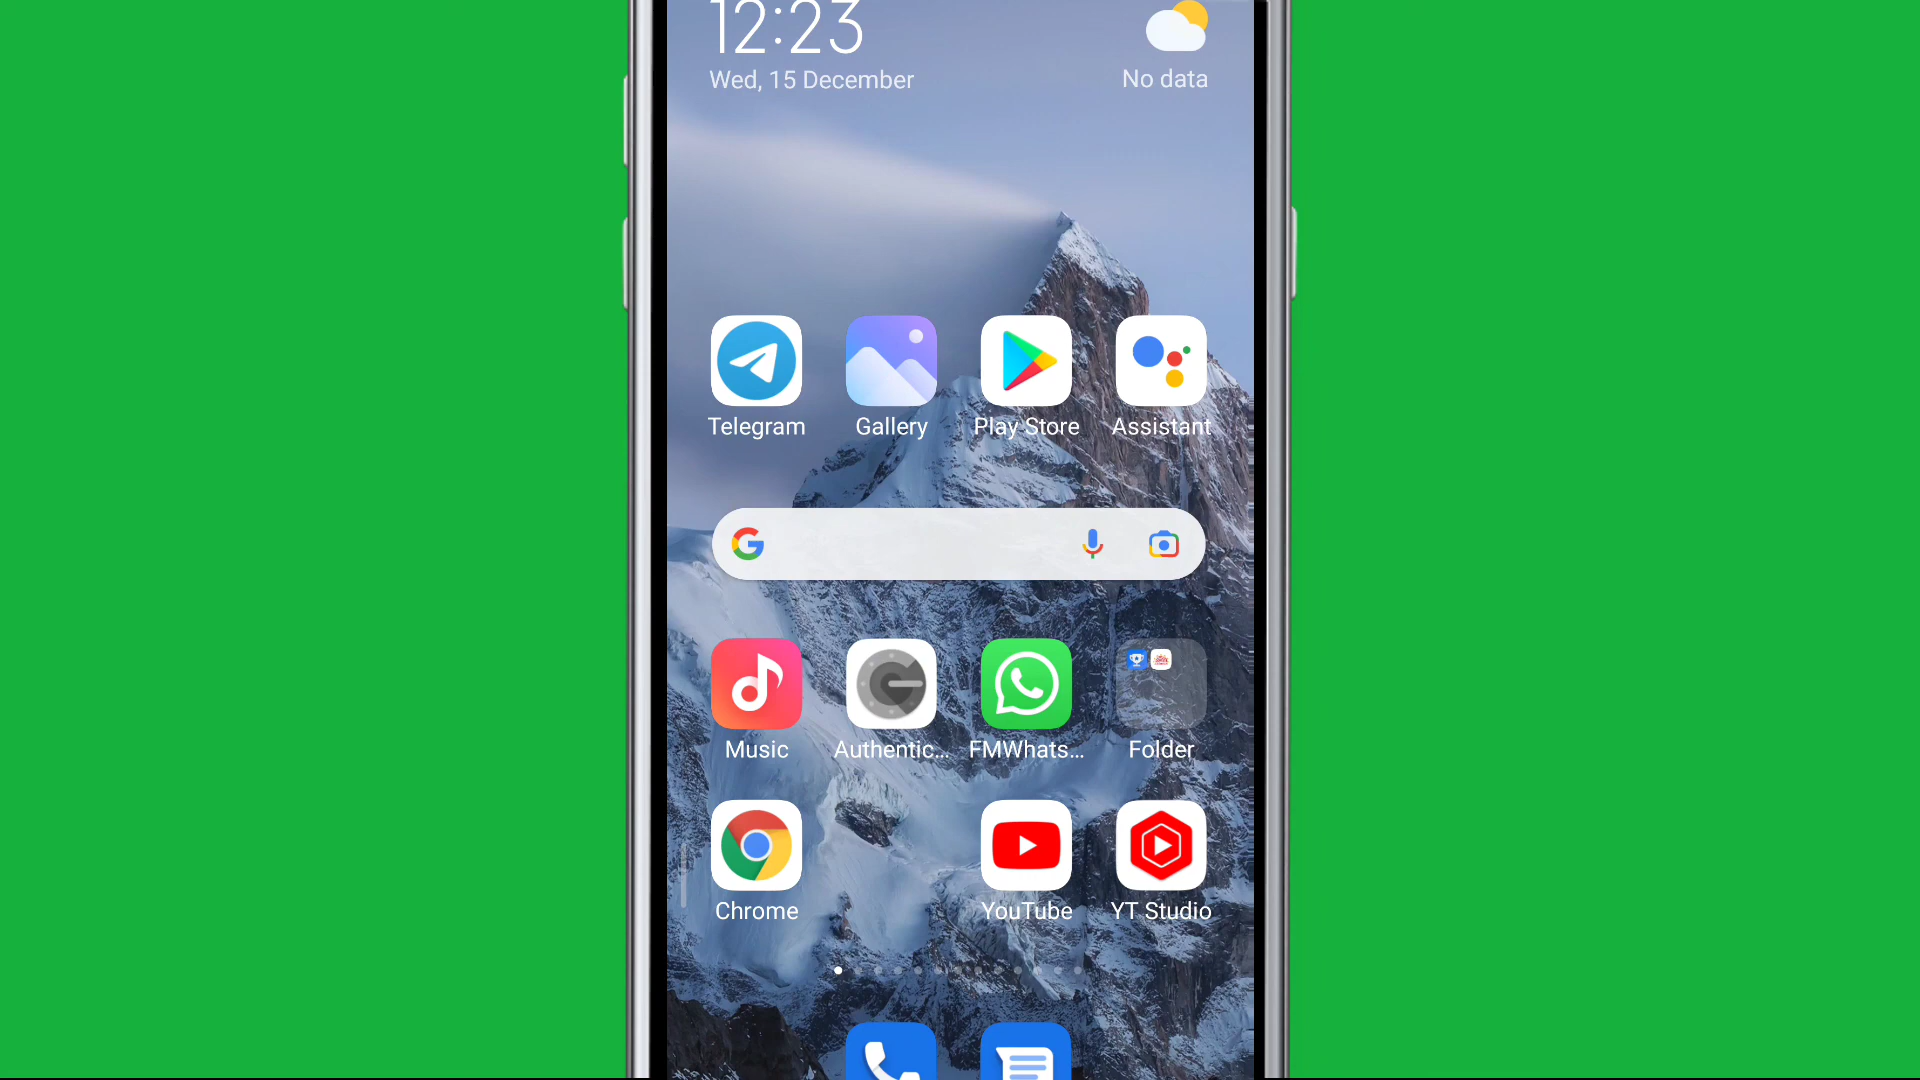 12:23
Wed, 15 December
No data
Telegram
Gallery
Play Store
Assistant
Music
Authentic...
FMWhats...
Folder
Chrome
YouTube
YT Studio